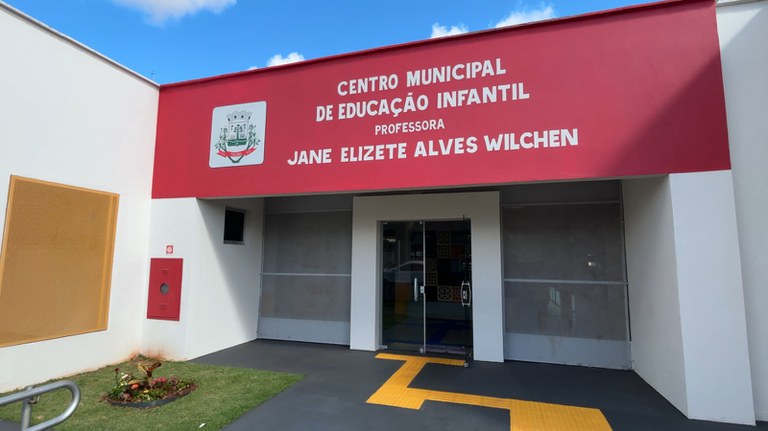 CENTRO MUNICIPAL
DE EDUCAÇÃO INFANTIL
PROFESSORA
JANE ELIZETE ALVES WILCHEN